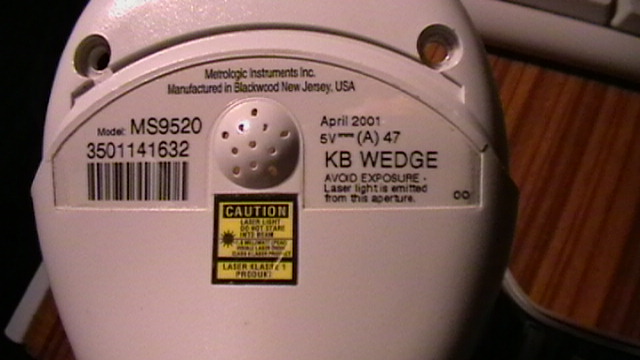 Metrologic Instruments Inc.
Manufactured in Blackwood New Jersey, USA
Model: MS9520
3501141632
April 2001
5V (A) 47
KB WEDGE
AVOID EXPOSURE -
Laser light is emitted
from this aperture.
CAUTION
LASER LIGHT
DO NOT STARE
INTO BEAM
LASER KLASSE 1
PRODUKT